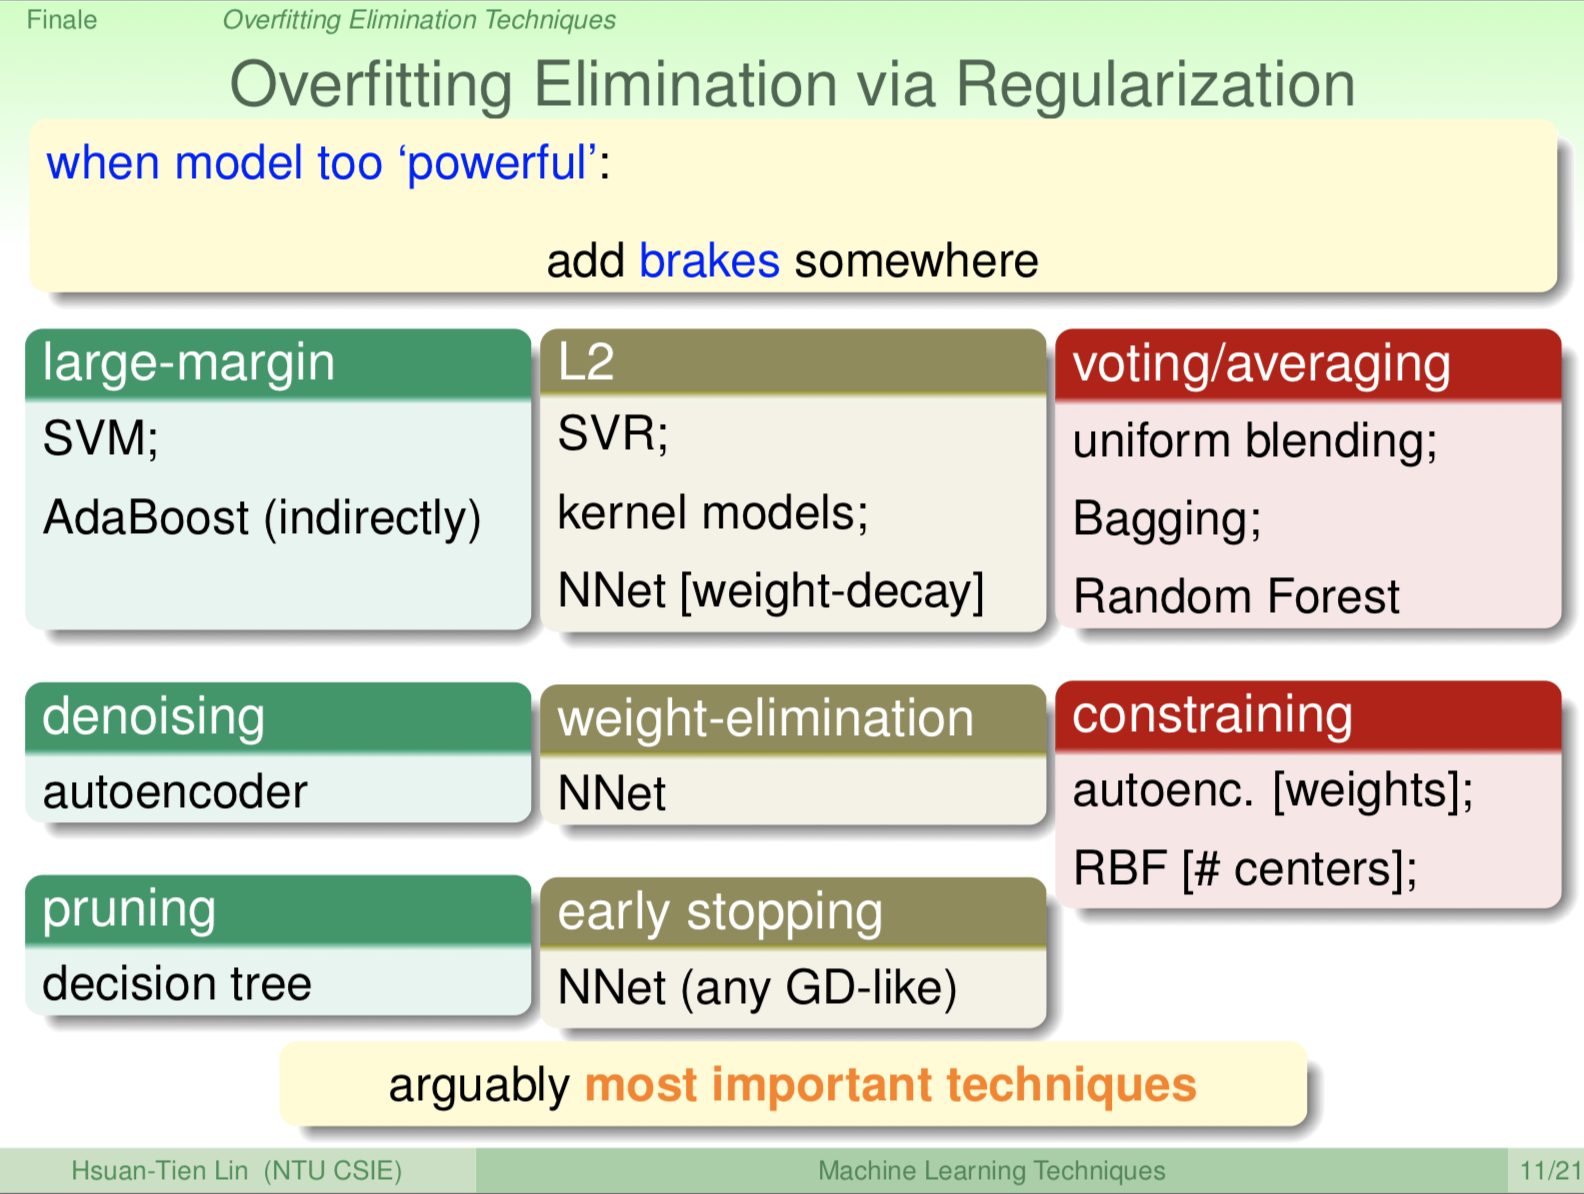 Finale Overfitting Elimination Techniques
Overfitting Elimination via Regularization
when model too ‘powerful’:
add brakes somewhere
large-margin
SVM;
AdaBoost (indirectly)
L2
SVR;
kernel models;
NNet [weight-decay]
voting/averaging
uniform blending;
Bagging;
Random Forest
denoising
autoencoder
weight-elimination
NNet
constraining
autoenc. [weights];
RBF [# centers];
pruning
decision tree
early stopping
NNet (any GD-like)
arguably most important techniques
Hsuan-Tien Lin (NTU CSIE) Machine Learning Techniques 11/21